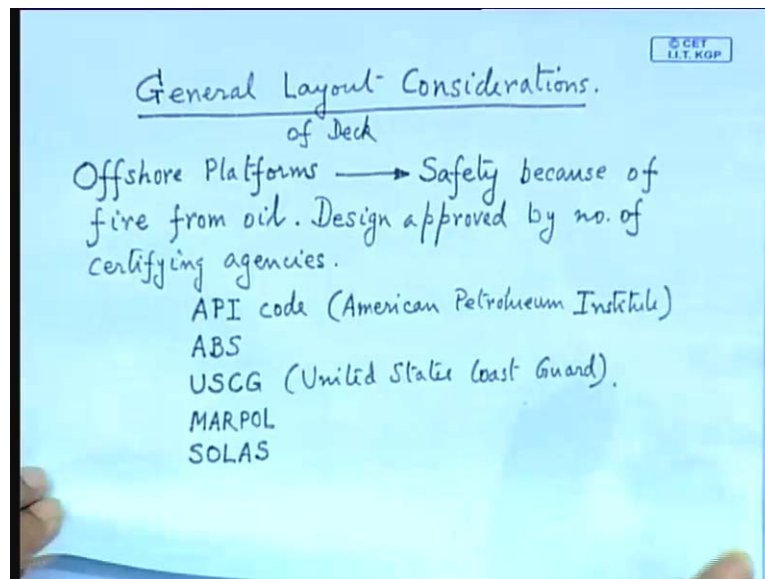 © CET
I.I.T. KGP
General Layout Considerations.
of Deck
Offshore Platforms → Safety because of
fire from oil. Design approved by no. of
certifying agencies.
API code (American Petrolueum Institute)
ABS
USCG (United States Coast Guard).
MARPOL
SOLAS